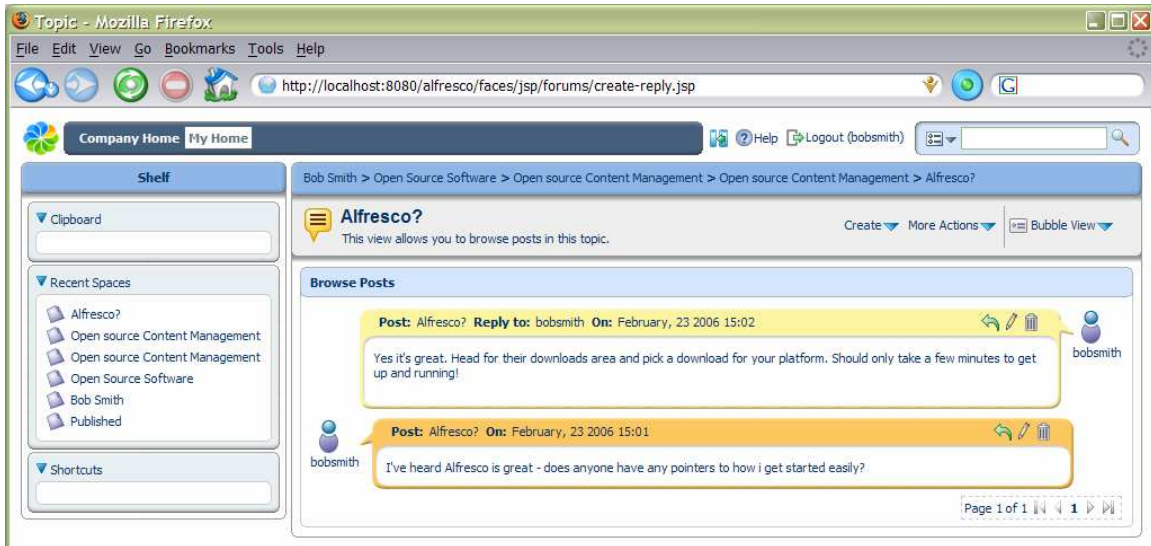 Topic - Mozilla Firefox
File Edit View Go Bookmarks Tools Help
http://localhost:8080/alfresco/faces/jsp/forums/create-reply.jsp
G
Company Home My Home
Help Logout (bobsmith)
Shelf
Clipboard
Recent Spaces
Alfresco?
Open source Content Management
Open source Content Management
Open Source Software
Bob Smith
Published
Shortcuts
Bob Smith > Open Source Software > Open source Content Management > Open source Content Management > Alfresco?
Alfresco?
This view allows you to browse posts in this topic.
Create More Actions Bubble View
Browse Posts
Post: Alfresco? Reply to: bobsmith On: February, 23 2006 15:02
bobsmith
Yes it's great. Head for their downloads area and pick a download for your platform. Should only take a few minutes to get
up and running!
Post: Alfresco? On: February, 23 2006 15:01
bobsmith
I've heard Alfresco is great - does anyone have any pointers to how i get started easily?
Page 1 of 1 1